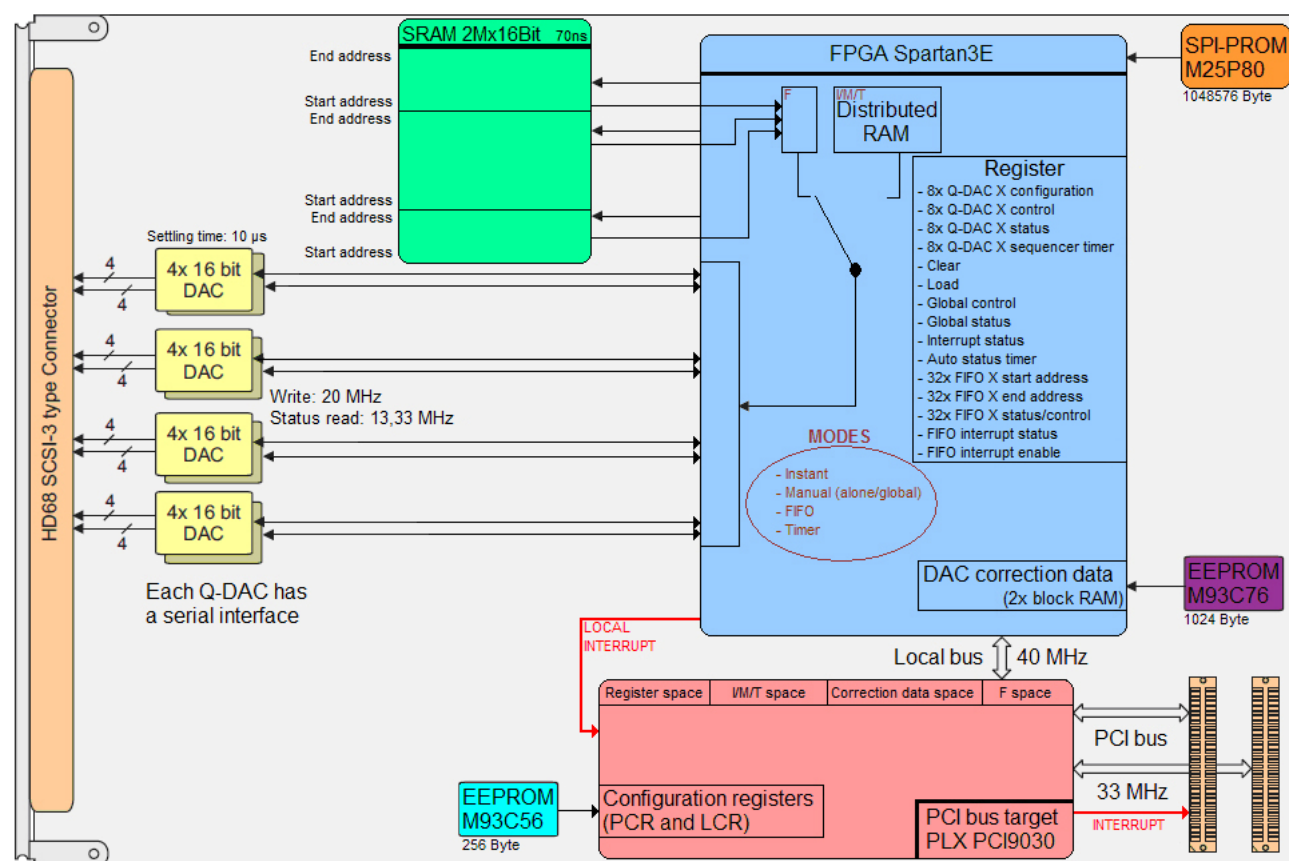 SRAM 2Mx16Bit 70ns
End address
Start address
End address
Start address
End address
Start address
FPGA Spartan3E
F
I/M/T
Distributed
RAM
SPI-PROM
M25P80
1048576 Byte
Register
- 8x Q-DAC X configuration
- 8x Q-DAC X control
- 8x Q-DAC X status
- 8x Q-DAC X sequencer timer
- Clear
- Load
- Global control
- Global status
- Interrupt status
- Auto status timer
- 32x FIFO X start address
- 32x FIFO X end address
- 32x FIFO X status/control
- FIFO interrupt status
- FIFO interrupt enable
HD68 SCSI-3 type Connector
Settling time: 10 µs
4
4
4x 16 bit
DAC
4
4
4x 16 bit
DAC
Write: 20 MHz
Status read: 13,33 MHz
4
4
4x 16 bit
DAC
4
4
4x 16 bit
DAC
Each Q-DAC has
a serial interface
MODES
- Instant
- Manual (alone/global)
- FIFO
- Timer
DAC correction data
(2x block RAM)
EEPROM
M93C76
1024 Byte
LOCAL
INTERRUPT
Local bus 40 MHz
Register space
I/M/T space
Correction data space
F space
PCI bus
33 MHz
INTERRUPT
EEPROM
M93C56
256 Byte
Configuration registers
(PCR and LCR)
PCI bus target
PLX PCI9030